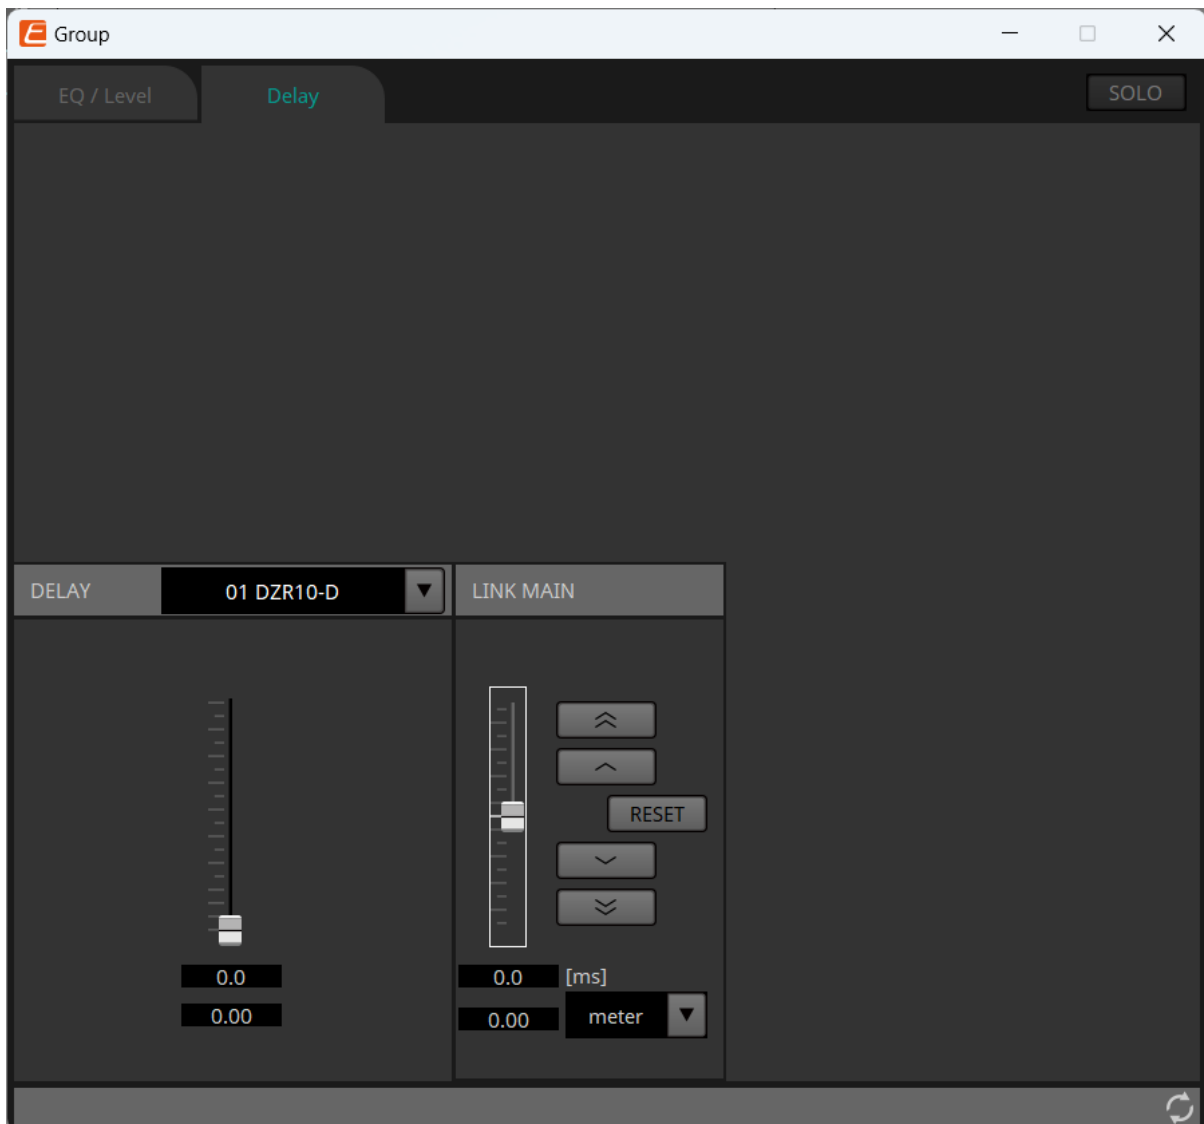 Group
EQ / Level
Delay
SOLO
DELAY
01 DZR10-D
LINK MAIN
RESET
0.0
0.00
0.0
[ms]
0.00
meter